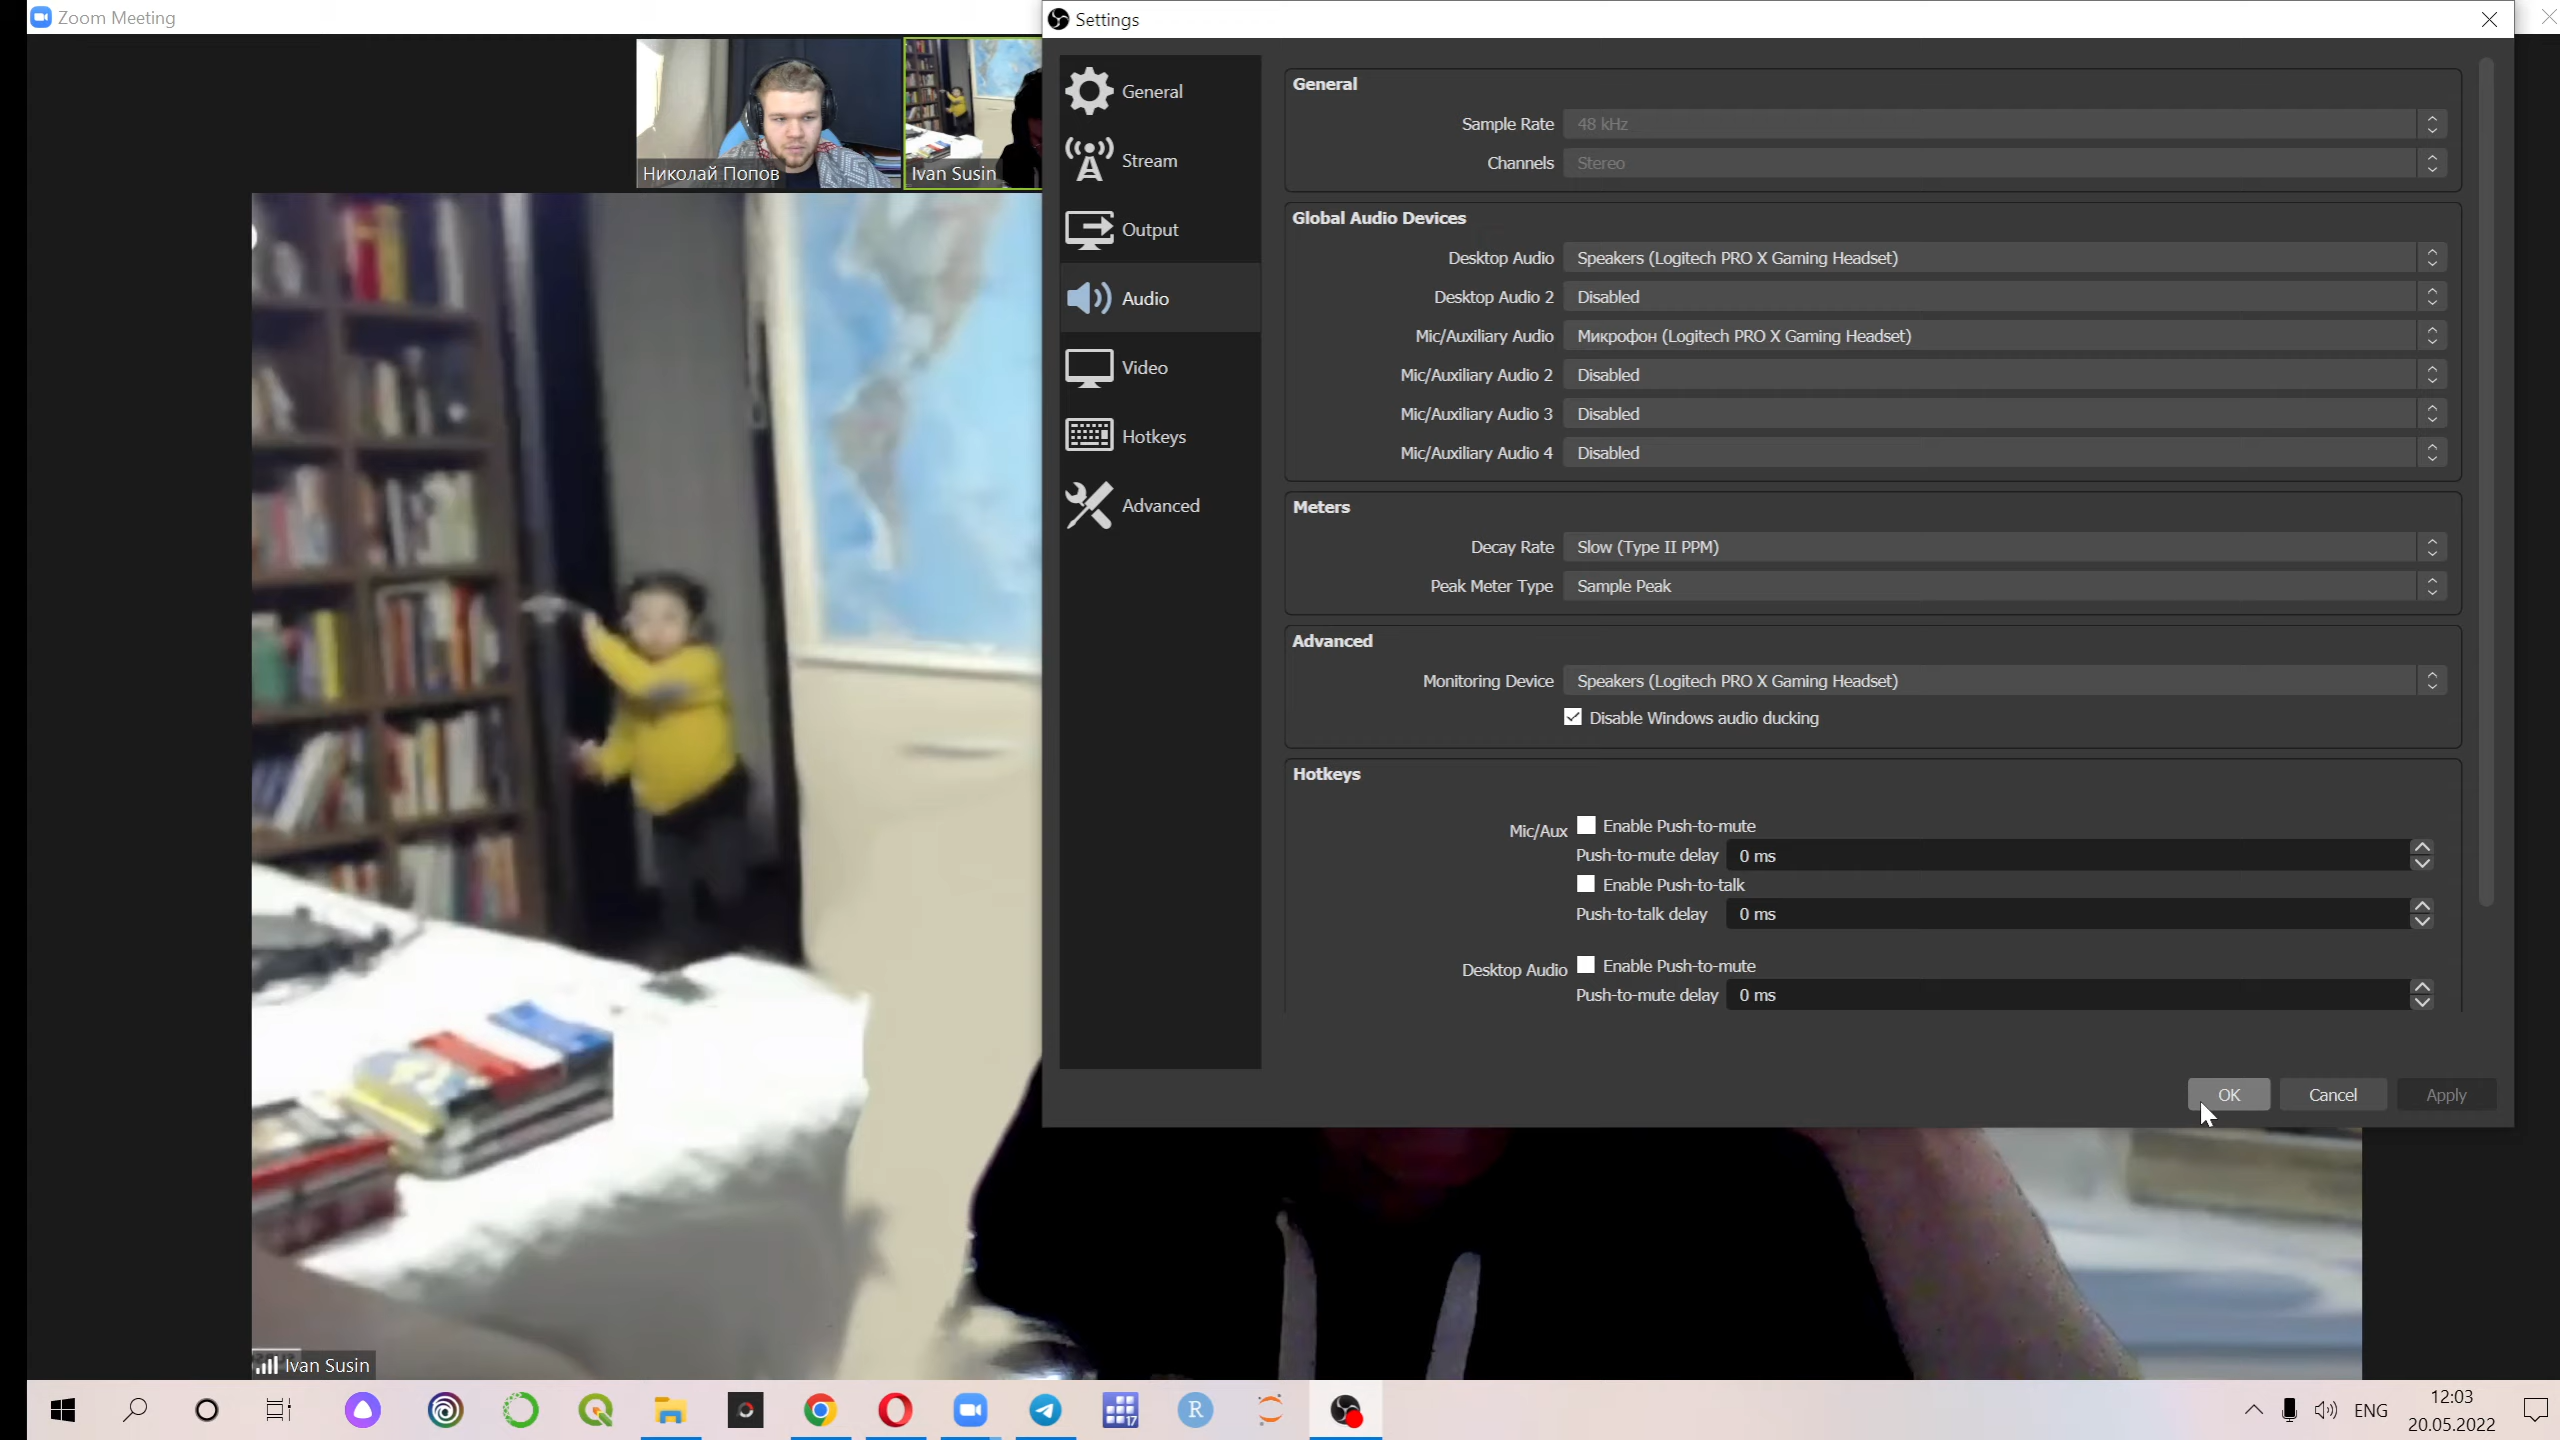 Zoom Meeting
Николай Попов
Ivan Susin
Settings
General
Stream
Output
Audio
Video
Hotkeys
Advanced
General
Sample Rate 48 kHz
Channels Stereo
Global Audio Devices
Desktop Audio Speakers (Logitech PRO X Gaming Headset)
Desktop Audio 2 Disabled
Mic/Auxiliary Audio Микрофон (Logitech PRO X Gaming Headset)
Mic/Auxiliary Audio 2 Disabled
Mic/Auxiliary Audio 3 Disabled
Mic/Auxiliary Audio 4 Disabled
Meters
Decay Rate Slow (Type II PPM)
Peak Meter Type Sample Peak
Advanced
Monitoring Device Speakers (Logitech PRO X Gaming Headset)
Disable Windows audio ducking
Hotkeys
Mic/Aux Enable Push-to-mute
Push-to-mute delay 0 ms
Enable Push-to-talk
Push-to-talk delay 0 ms
Desktop Audio Enable Push-to-mute
Push-to-mute delay 0 ms
OK Cancel Apply
Ivan Susin
17
R
ENG
12:03
20.05.2022